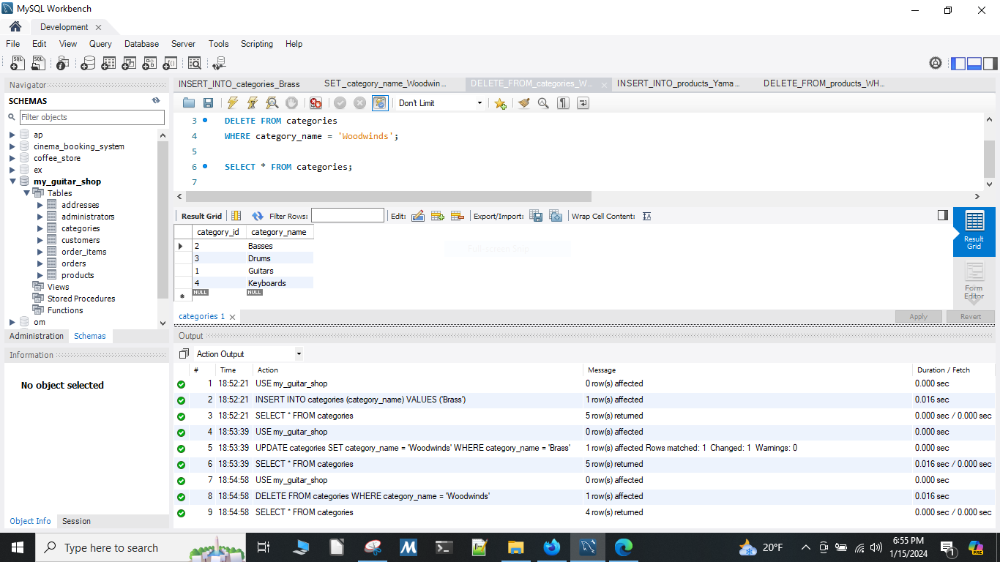 MySQL Workbench
Development
File Edit View Query Database Server Tools Scripting Help
Navigator
SCHEMAS
Filter objects
ap
cinema_booking_system
coffee_store
ex
my_guitar_shop
Tables
addresses
administrators
categories
customers
order_items
orders
products
Views
Stored Procedures
Functions
om
Administration Schemas
Information
No object selected
Object Info Session
INSERT_INTO_categories_Brass SET_category_name_Woodwin... DELETE_FROM_categories_W... INSERT_INTO_products_Yama... DELETE_FROM_products_WH...
Don't Limit
3 DELETE FROM categories
4 WHERE category_name = 'Woodwinds';
5
6 SELECT * FROM categories;
7
Result Grid Filter Rows: Edit: Export/Import: Wrap Cell Content:
category_id category_name
2 Basses
3 Drums
1 Guitars
4 Keyboards
NULL NULL
Full-screen Snip
Result Grid
Form Editor
categories 1
Apply Revert
Output
Action Output
# Time Action Message Duration / Fetch
1 18:52:21 USE my_guitar_shop 0 row(s) affected 0.000 sec
2 18:52:21 INSERT INTO categories (category_name) VALUES ('Brass') 1 row(s) affected 0.016 sec
3 18:52:21 SELECT * FROM categories 5 row(s) returned 0.000 sec / 0.000 sec
4 18:53:39 USE my_guitar_shop 0 row(s) affected 0.000 sec
5 18:53:39 UPDATE categories SET category_name = 'Woodwinds' WHERE category_name = 'Brass' 1 row(s) affected Rows matched: 1 Changed: 1 Warnings: 0 0.000 sec
6 18:53:39 SELECT * FROM categories 5 row(s) returned 0.016 sec / 0.000 sec
7 18:54:58 USE my_guitar_shop 0 row(s) affected 0.000 sec
8 18:54:58 DELETE FROM categories WHERE category_name = 'Woodwinds' 1 row(s) affected 0.016 sec
9 18:54:58 SELECT * FROM categories 4 row(s) returned 0.000 sec / 0.000 sec
Type here to search
20°F
6:55 PM
1/15/2024
1
PRE